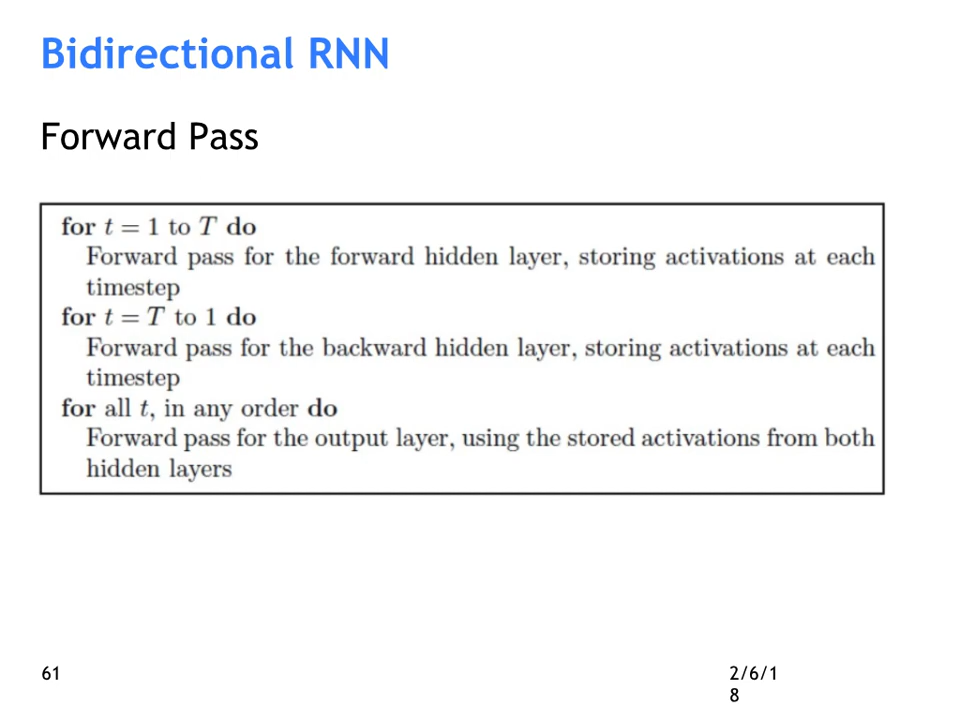 Bidirectional RNN
Forward Pass
for t = 1 to T do
Forward pass for the forward hidden layer, storing activations at each
timestep
for t = T to 1 do
Forward pass for the backward hidden layer, storing activations at each
timestep
for all t, in any order do
Forward pass for the output layer, using the stored activations from both
hidden layers
61
2/6/1
8